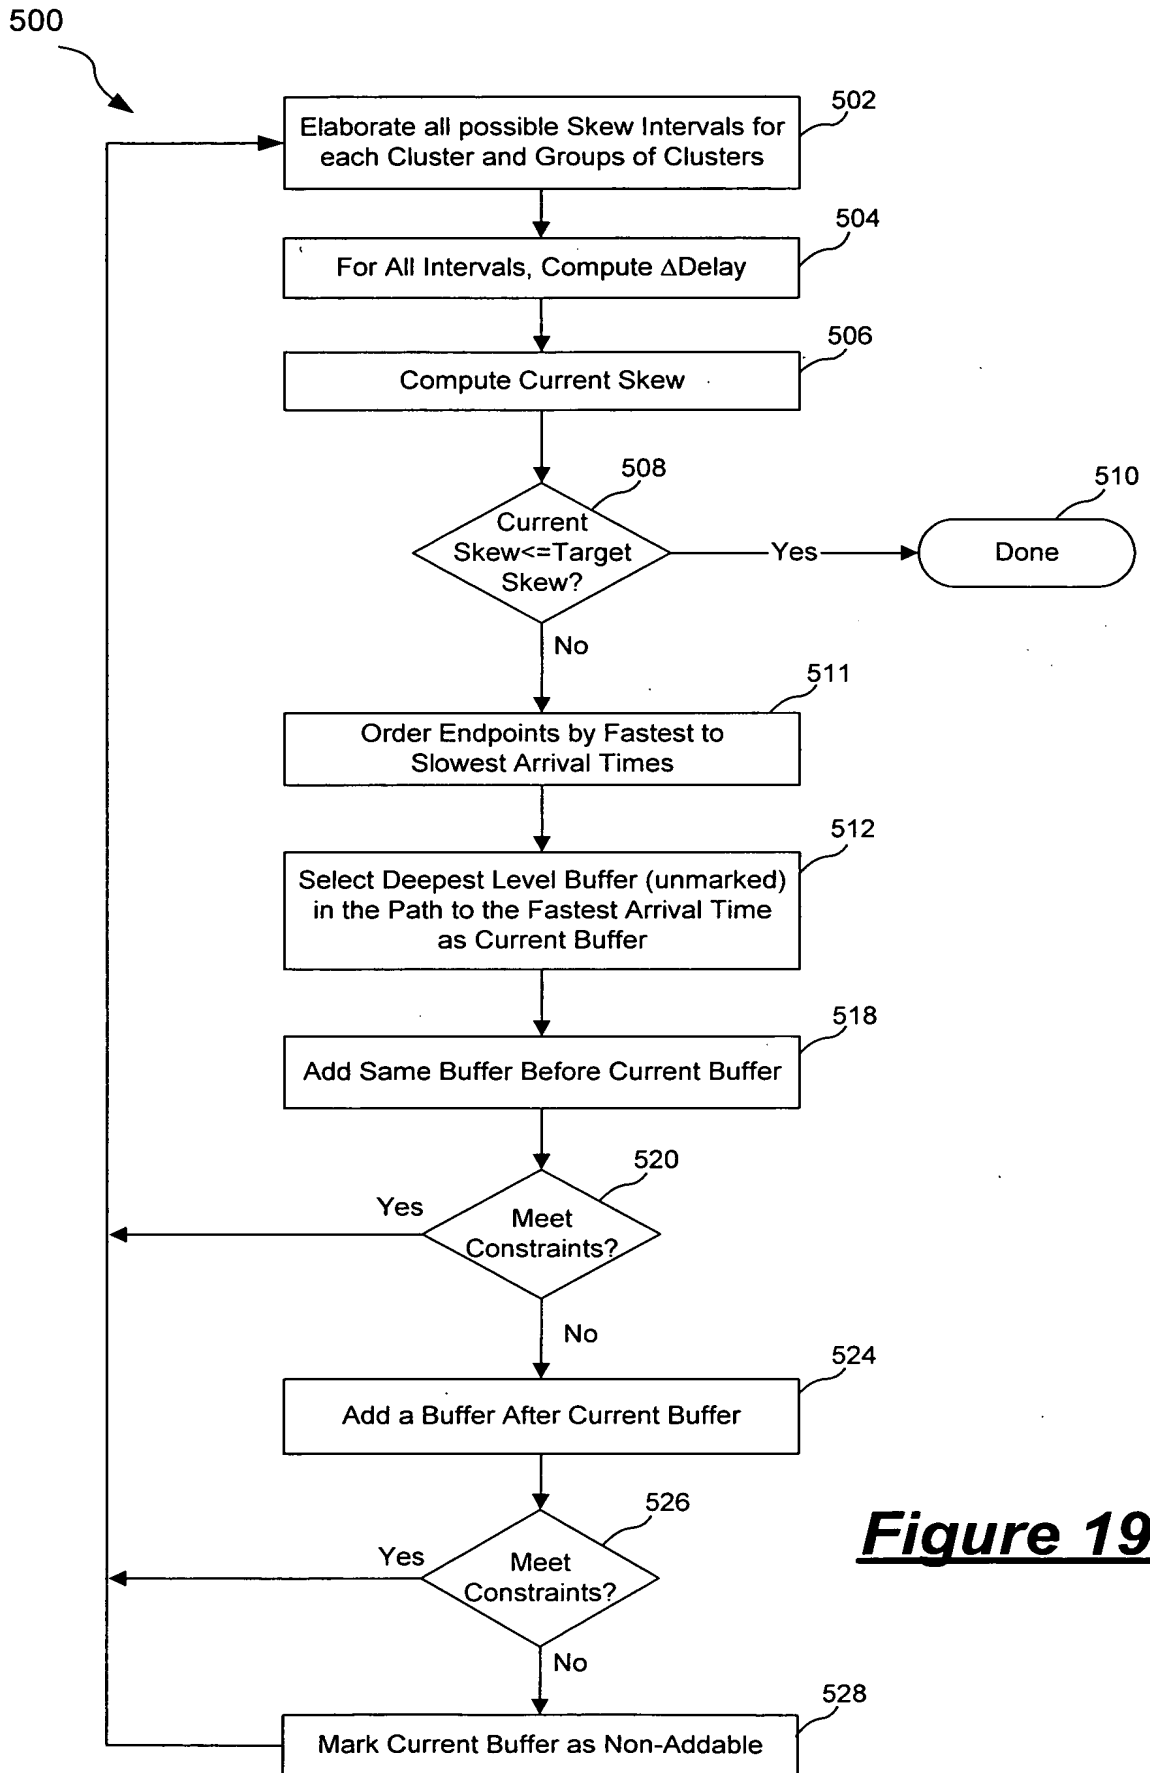 500
502
Elaborate all possible Skew Intervals for
each Cluster and Groups of Clusters
504
For All Intervals, Compute ΔDelay
506
Compute Current Skew
508
Current
Skew<=Target
Skew?
Yes
510
Done
No
511
Order Endpoints by Fastest to
Slowest Arrival Times
512
Select Deepest Level Buffer (unmarked)
in the Path to the Fastest Arrival Time
as Current Buffer
518
Add Same Buffer Before Current Buffer
520
Yes
Meet
Constraints?
No
524
Add a Buffer After Current Buffer
526
Yes
Meet
Constraints?
No
528
Mark Current Buffer as Non-Addable
Figure 19